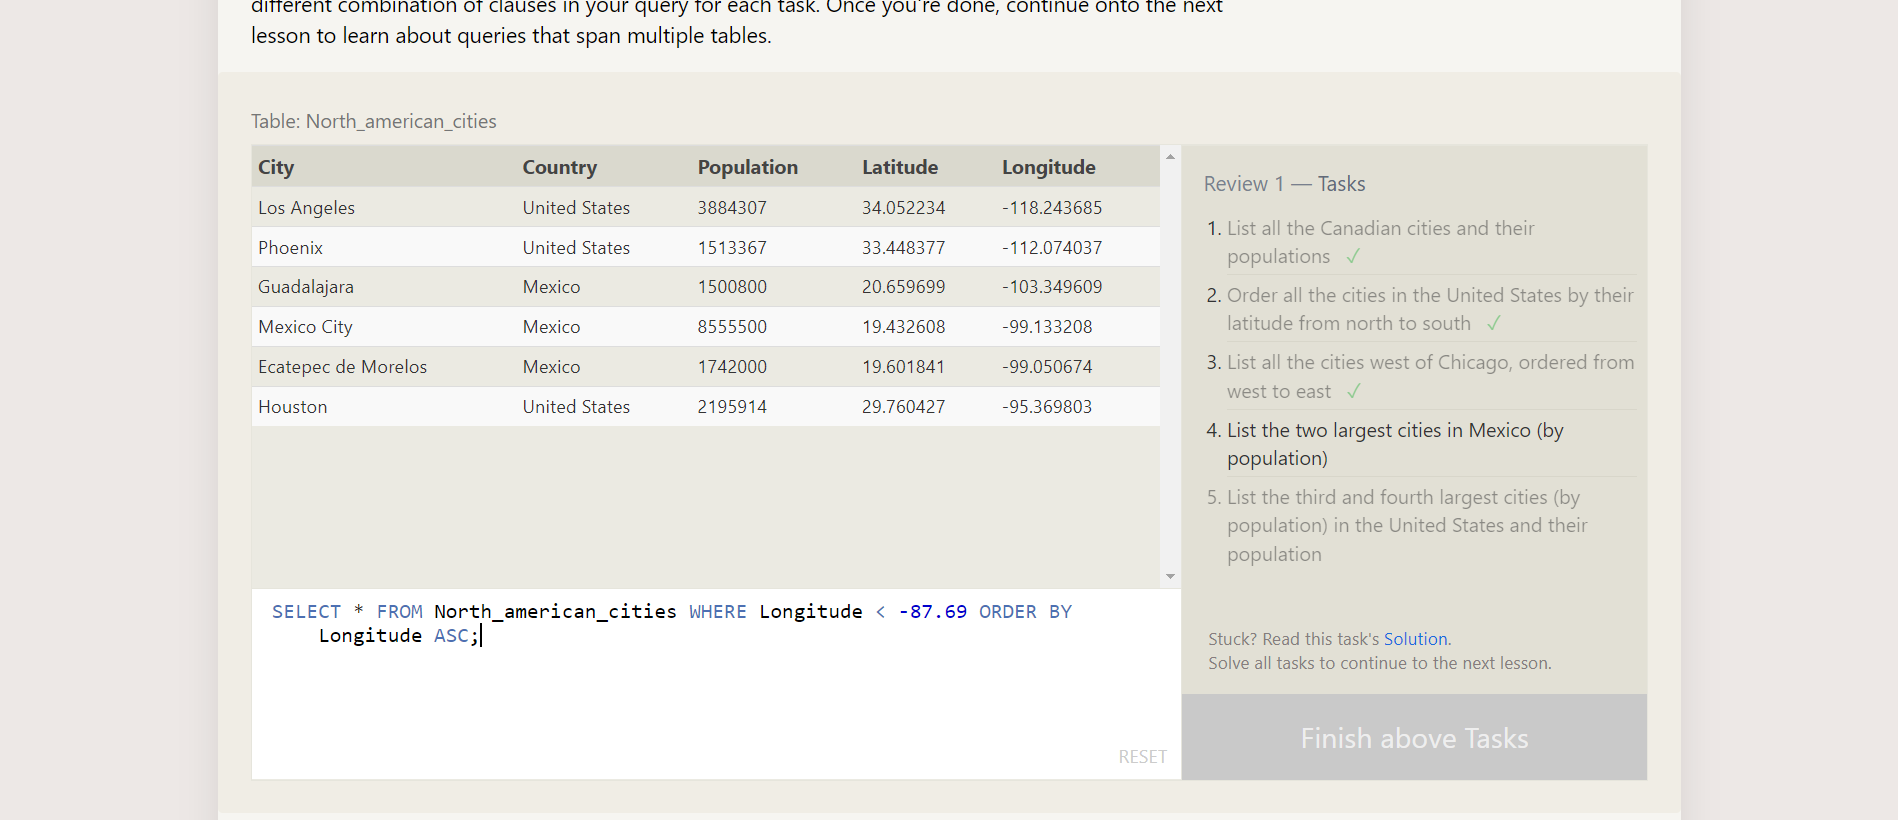 different combination of clauses in your query for each task. Once you're done, continue onto the next
lesson to learn about queries that span multiple tables.
Table: North_american_cities
City Country Population Latitude Longitude
Los Angeles United States 3884307 34.052234 -118.243685
Phoenix United States 1513367 33.448377 -112.074037
Guadalajara Mexico 1500800 20.659699 -103.349609
Mexico City Mexico 8555500 19.432608 -99.133208
Ecatepec de Morelos Mexico 1742000 19.601841 -99.050674
Houston United States 2195914 29.760427 -95.369803
SELECT * FROM North_american_cities WHERE Longitude < -87.69 ORDER BY
Longitude ASC;
RESET
Review 1 — Tasks
1. List all the Canadian cities and their
populations ✓
2. Order all the cities in the United States by their
latitude from north to south ✓
3. List all the cities west of Chicago, ordered from
west to east ✓
4. List the two largest cities in Mexico (by
population)
5. List the third and fourth largest cities (by
population) in the United States and their
population
Stuck? Read this task's Solution.
Solve all tasks to continue to the next lesson.
Finish above Tasks